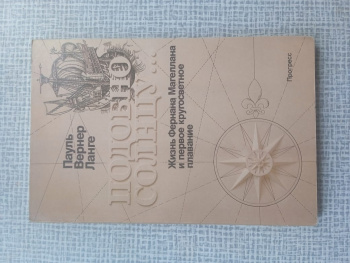 Пауль
Вернер
Ланге
ПОДОБНО
СОЛНЦУ...
Жизнь Фернана Магеллана
и первое кругосветное
плавание
Прогресс